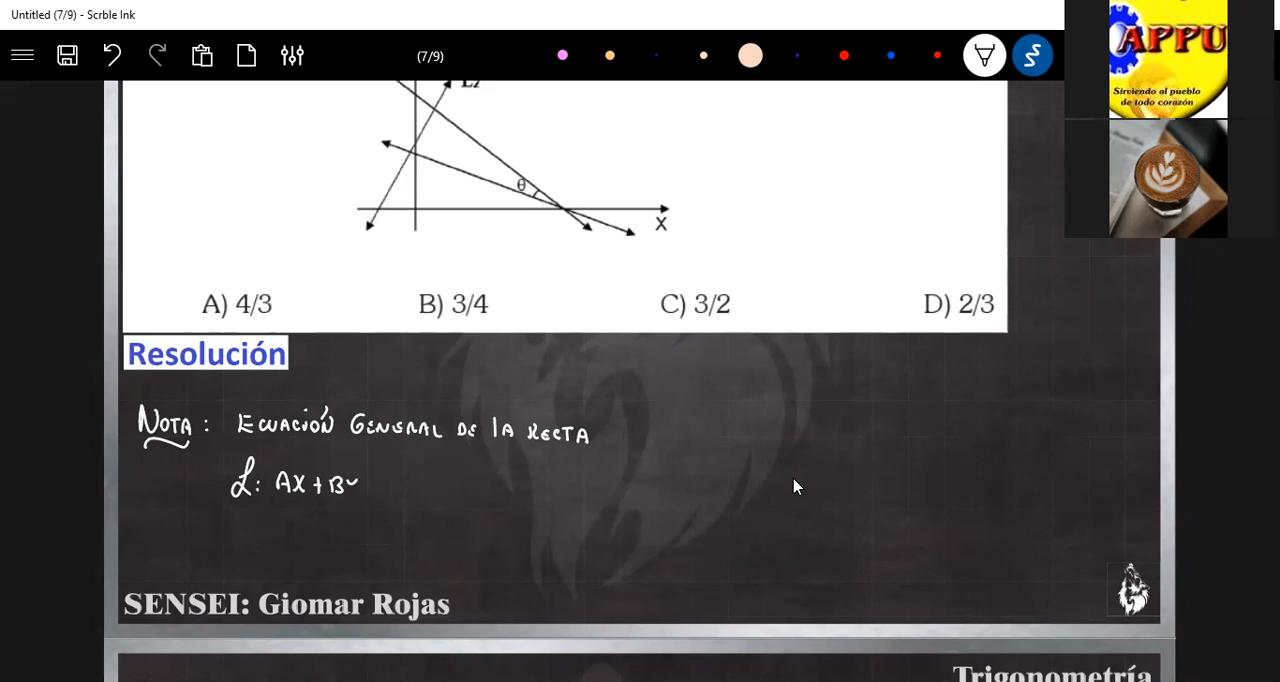 Untitled (7/9) - Scrble Ink
(7/9)
APPU
Sirviendo al pueblo
de todo corazón
L2
θ
X
A) 4/3 B) 3/4 C) 3/2 D) 2/3
Resolución
NOTA : ECUACIÓN GENERAL DE LA RECTA
L: AX + B
SENSEI: Giomar Rojas
Trigonometría